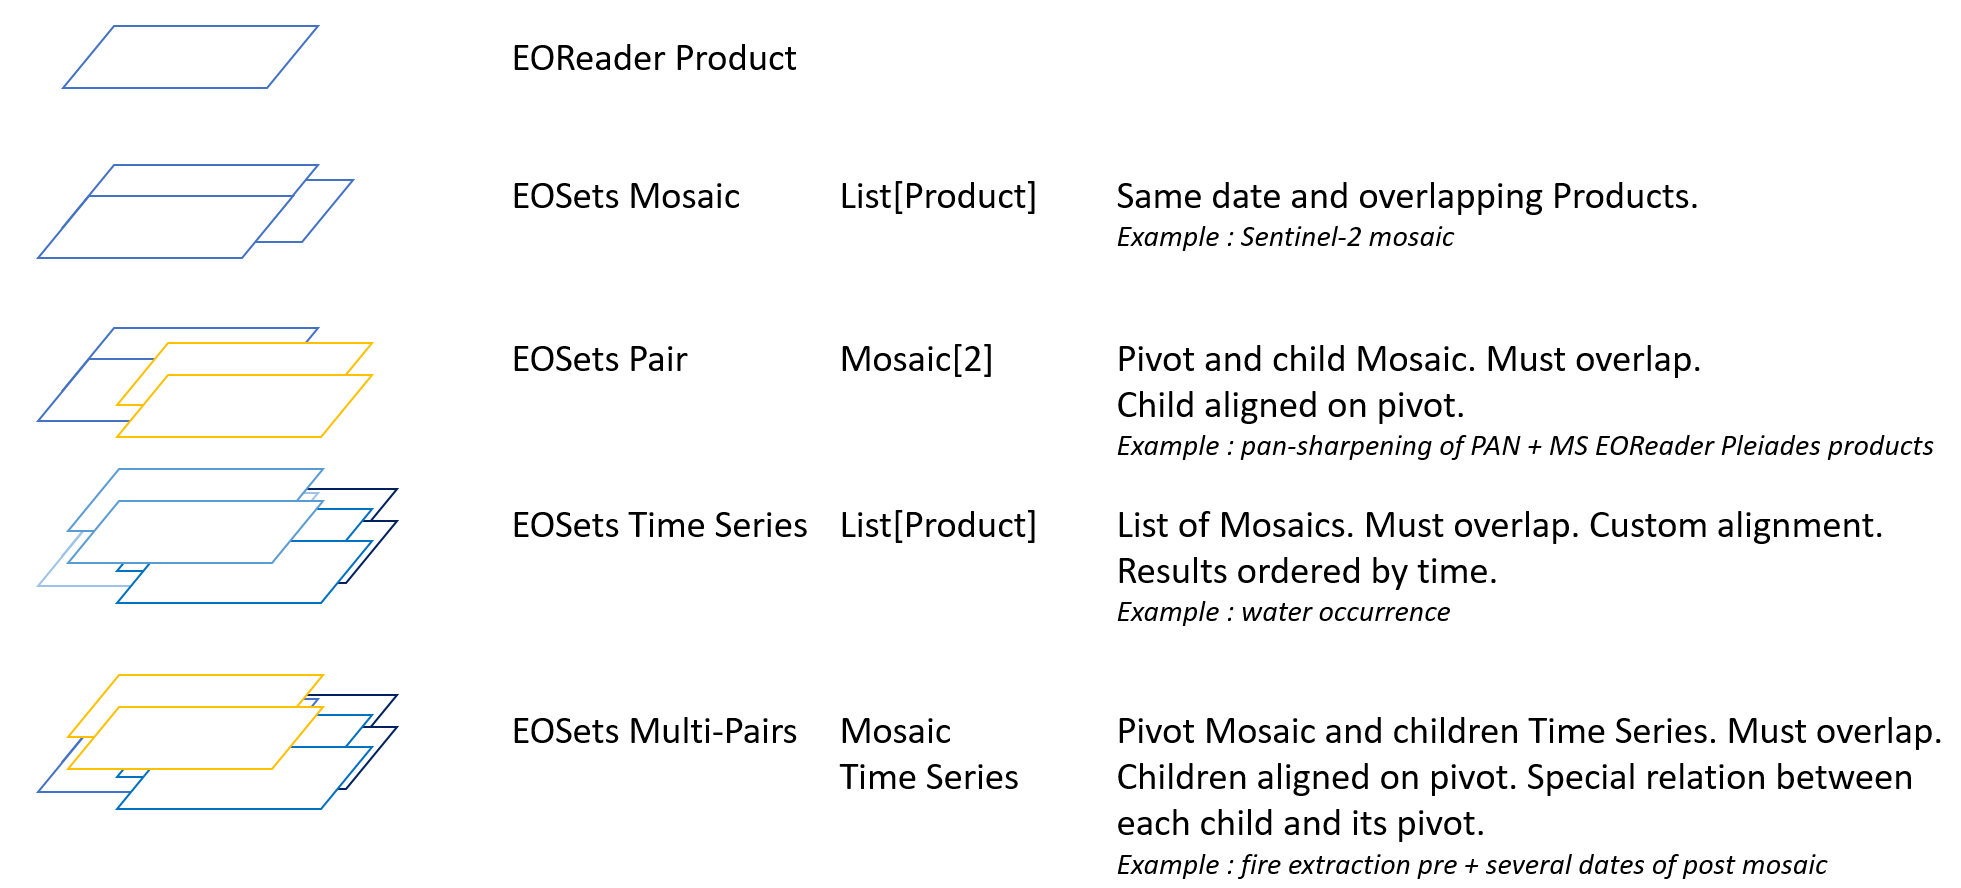 EOReader Product
EOSets Mosaic List[Product] Same date and overlapping Products.
Example : Sentinel-2 mosaic
EOSets Pair Mosaic[2] Pivot and child Mosaic. Must overlap.
Child aligned on pivot.
Example : pan-sharpening of PAN + MS EOReader Pleiades products
EOSets Time Series List[Product] List of Mosaics. Must overlap. Custom alignment.
Results ordered by time.
Example : water occurrence
EOSets Multi-Pairs Mosaic Pivot Mosaic and children Time Series. Must overlap.
Time Series Children aligned on pivot. Special relation between
each child and its pivot.
Example : fire extraction pre + several dates of post mosaic